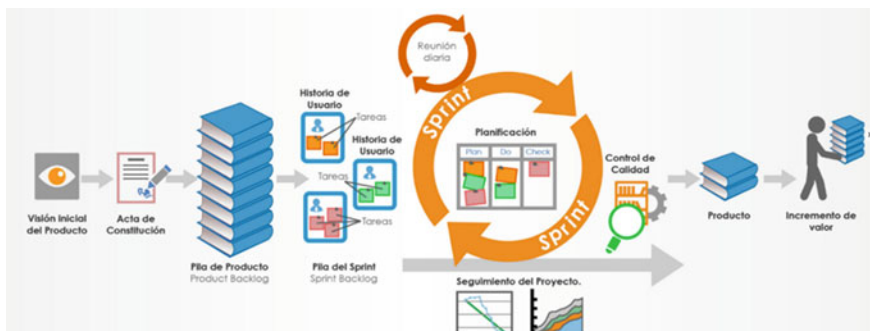 Visión Inicial
del Producto
Acta de
Constitución
Pila de Producto
Product Backlog
Historia de
Usuario
Tareas
Historia de
Usuario
Tareas
Tareas
Pila del Sprint
Sprint Backlog
Reunión
diaria
Sprint
Planificación
Plan
Do
Check
Sprint
Control de
Calidad
Seguimiento del Proyecto.
Producto
Incremento de
valor